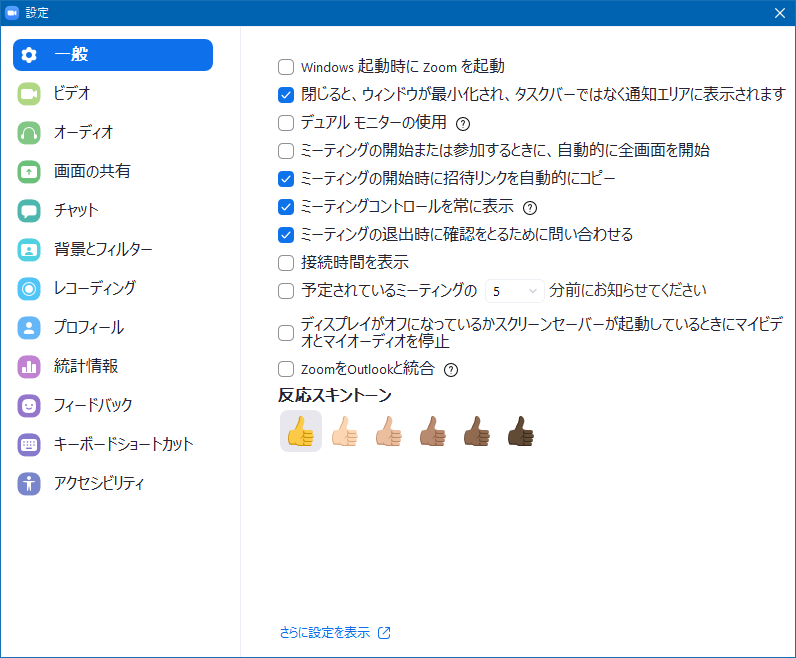 設定
一般
ビデオ
オーディオ
画面の共有
チャット
背景とフィルター
レコーディング
プロフィール
統計情報
フィードバック
キーボードショートカット
アクセシビリティ
Windows 起動時に Zoom を起動
閉じると、ウィンドウが最小化され、タスクバーではなく通知エリアに表示されます
デュアル モニターの使用 ?
ミーティングの開始または参加するときに、自動的に全画面を開始
ミーティングの開始時に招待リンクを自動的にコピー
ミーティングコントロールを常に表示 ?
ミーティングの退出時に確認をとるために問い合わせる
接続時間を表示
予定されているミーティングの 5 分前にお知らせてください
ディスプレイがオフになっているかスクリーンセーバーが起動しているときにマイビデ
オとマイオーディオを停止
ZoomをOutlookと統合 ?
反応スキントーン
さらに設定を表示